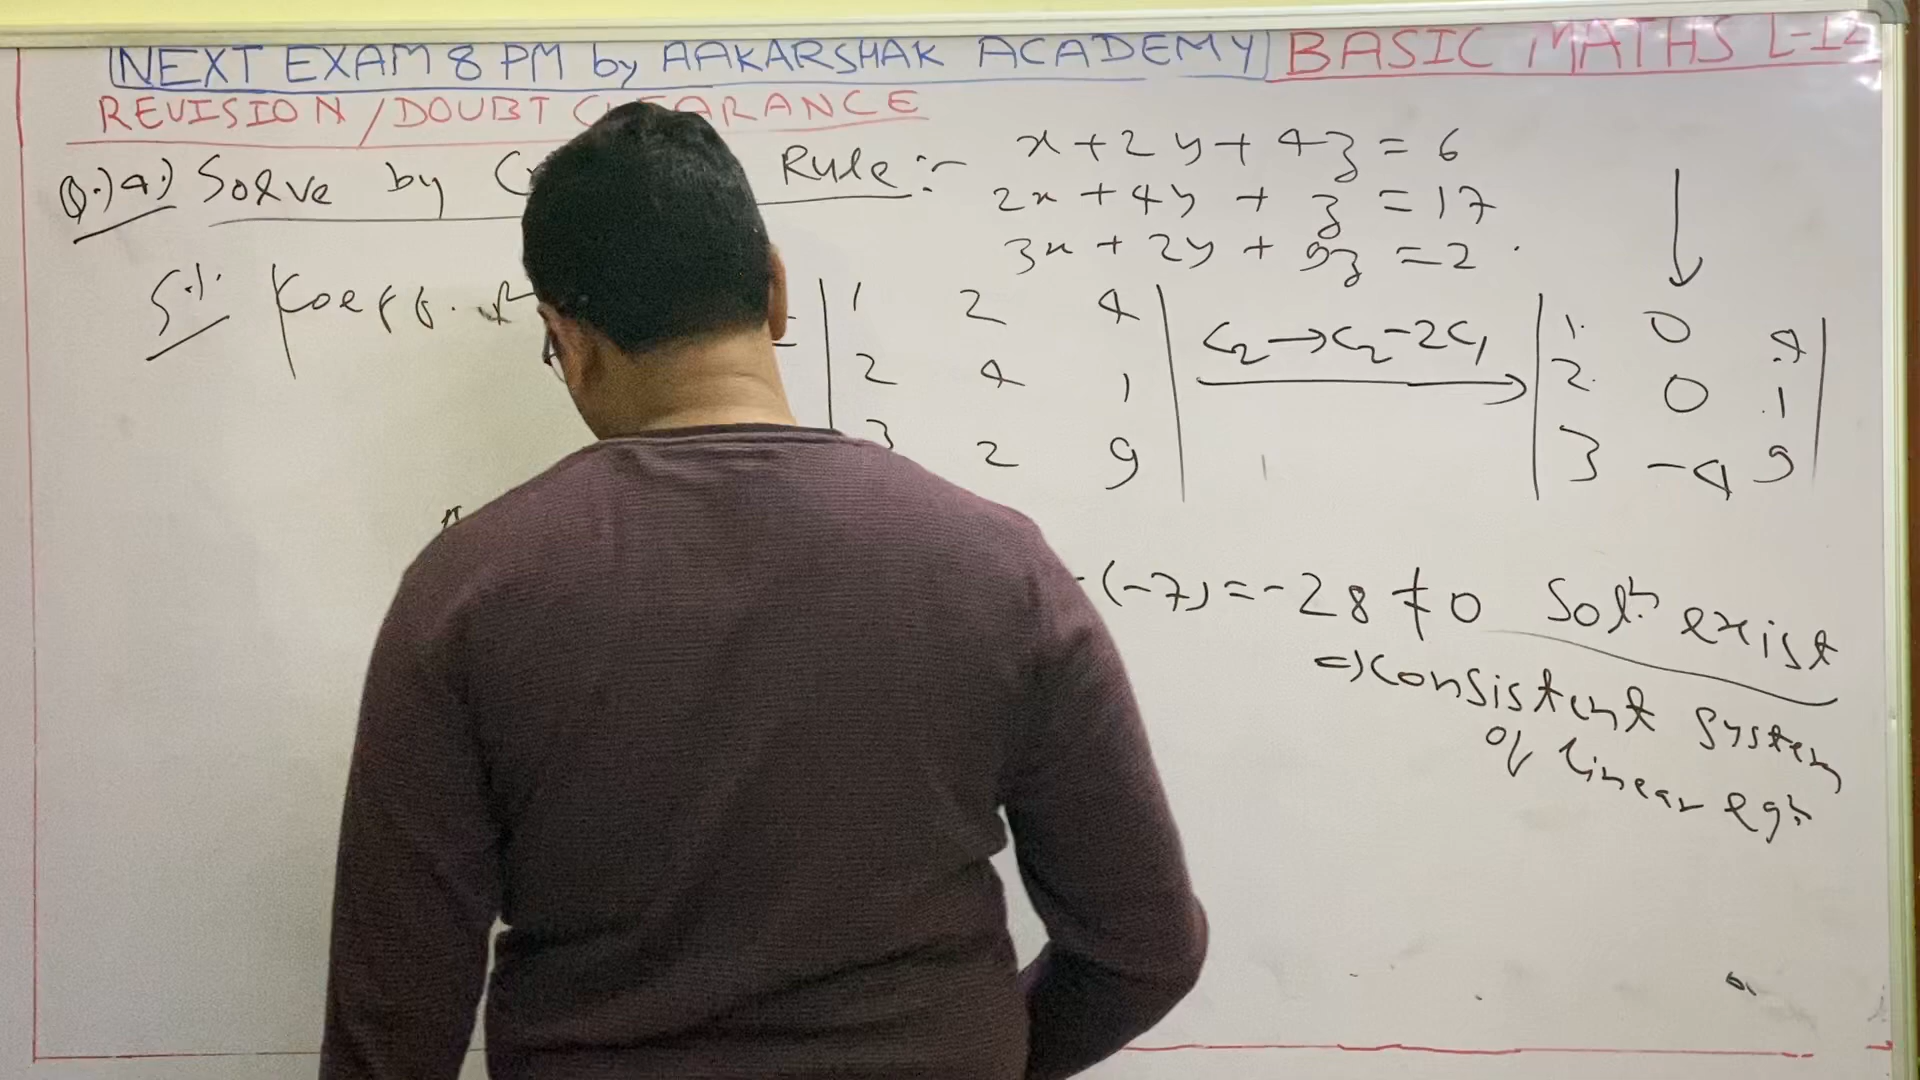 NEXT EXAM 8 PM by AAKARSHAK ACADEMY BASIC MATHS L-12
REVISION/DOUBT ARANCE
Q.)4.) Solve by Rule:-
x+2y+4z=6
2x+4y+z=17
3x+2y+9z=2.
Sol. Coeff.
= | 1 2 4 | C2→C2-2C1 | 1 0 4 |
| 2 4 1 | | 2 0 1 |
| 3 2 9 | | 3 -4 9 |
(-7)=-28≠0 Solⁿ exist
⇒consistent system
of linear eqⁿ